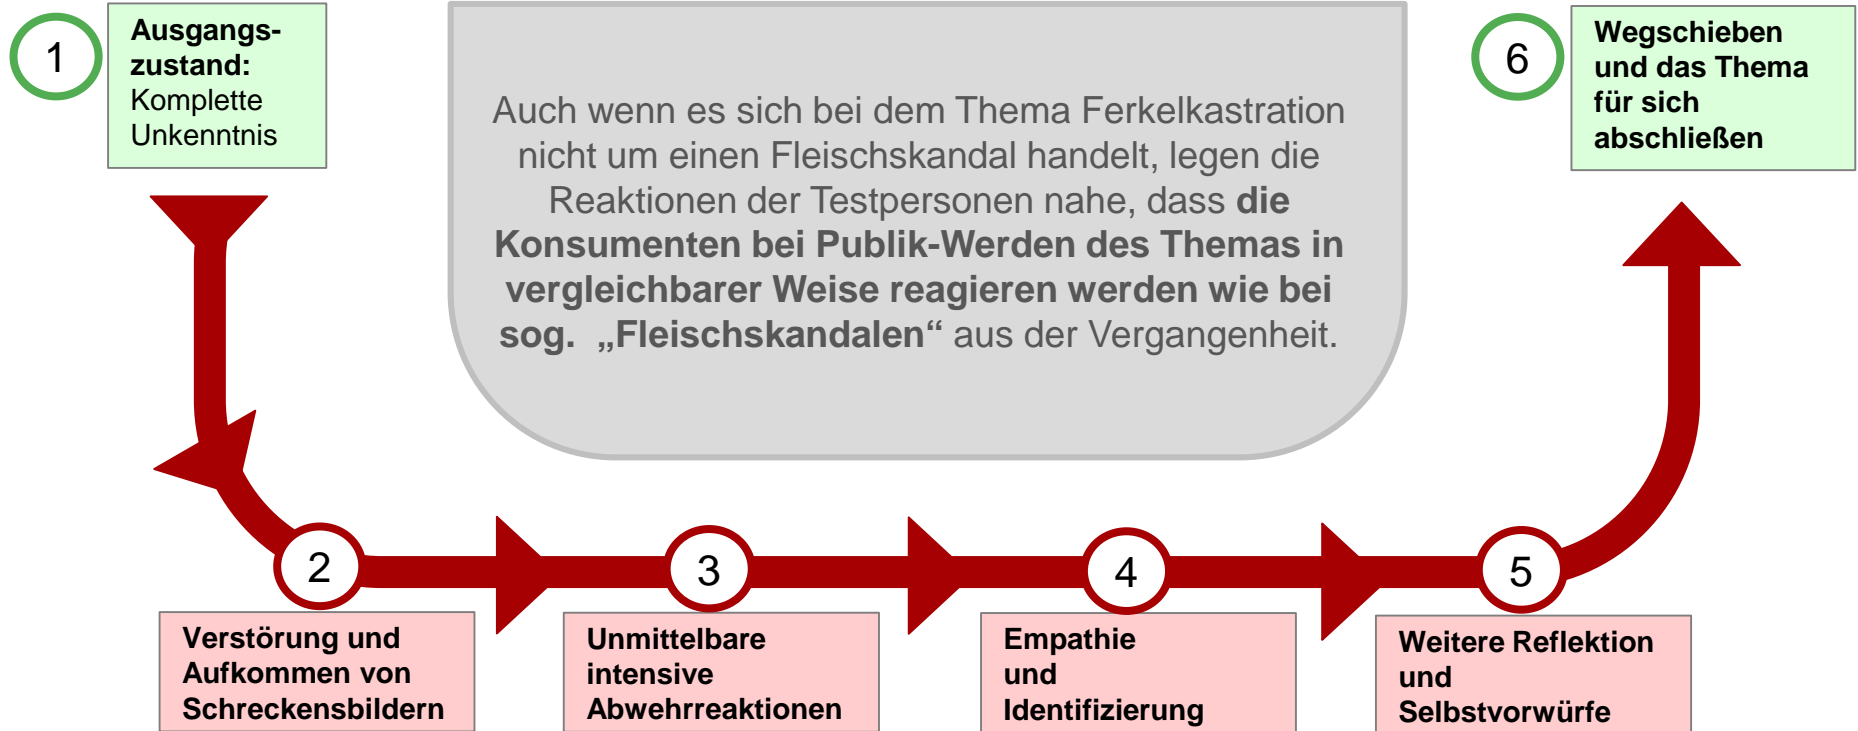 1
Ausgangs-
zustand:
Komplette
Unkenntnis
Auch wenn es sich bei dem Thema Ferkelkastration
nicht um einen Fleischskandal handelt, legen die
Reaktionen der Testpersonen nahe, dass die
Konsumenten bei Publik-Werden des Themas in
vergleichbarer Weise reagieren werden wie bei
sog. „Fleischskandalen“ aus der Vergangenheit.
2
Verstörung und
Aufkommen von
Schreckensbildern
3
Unmittelbare
intensive
Abwehrreaktionen
4
Empathie
und
Identifizierung
5
Weitere Reflektion
und
Selbstvorwürfe
6
Wegschieben
und das Thema
für sich
abschließen